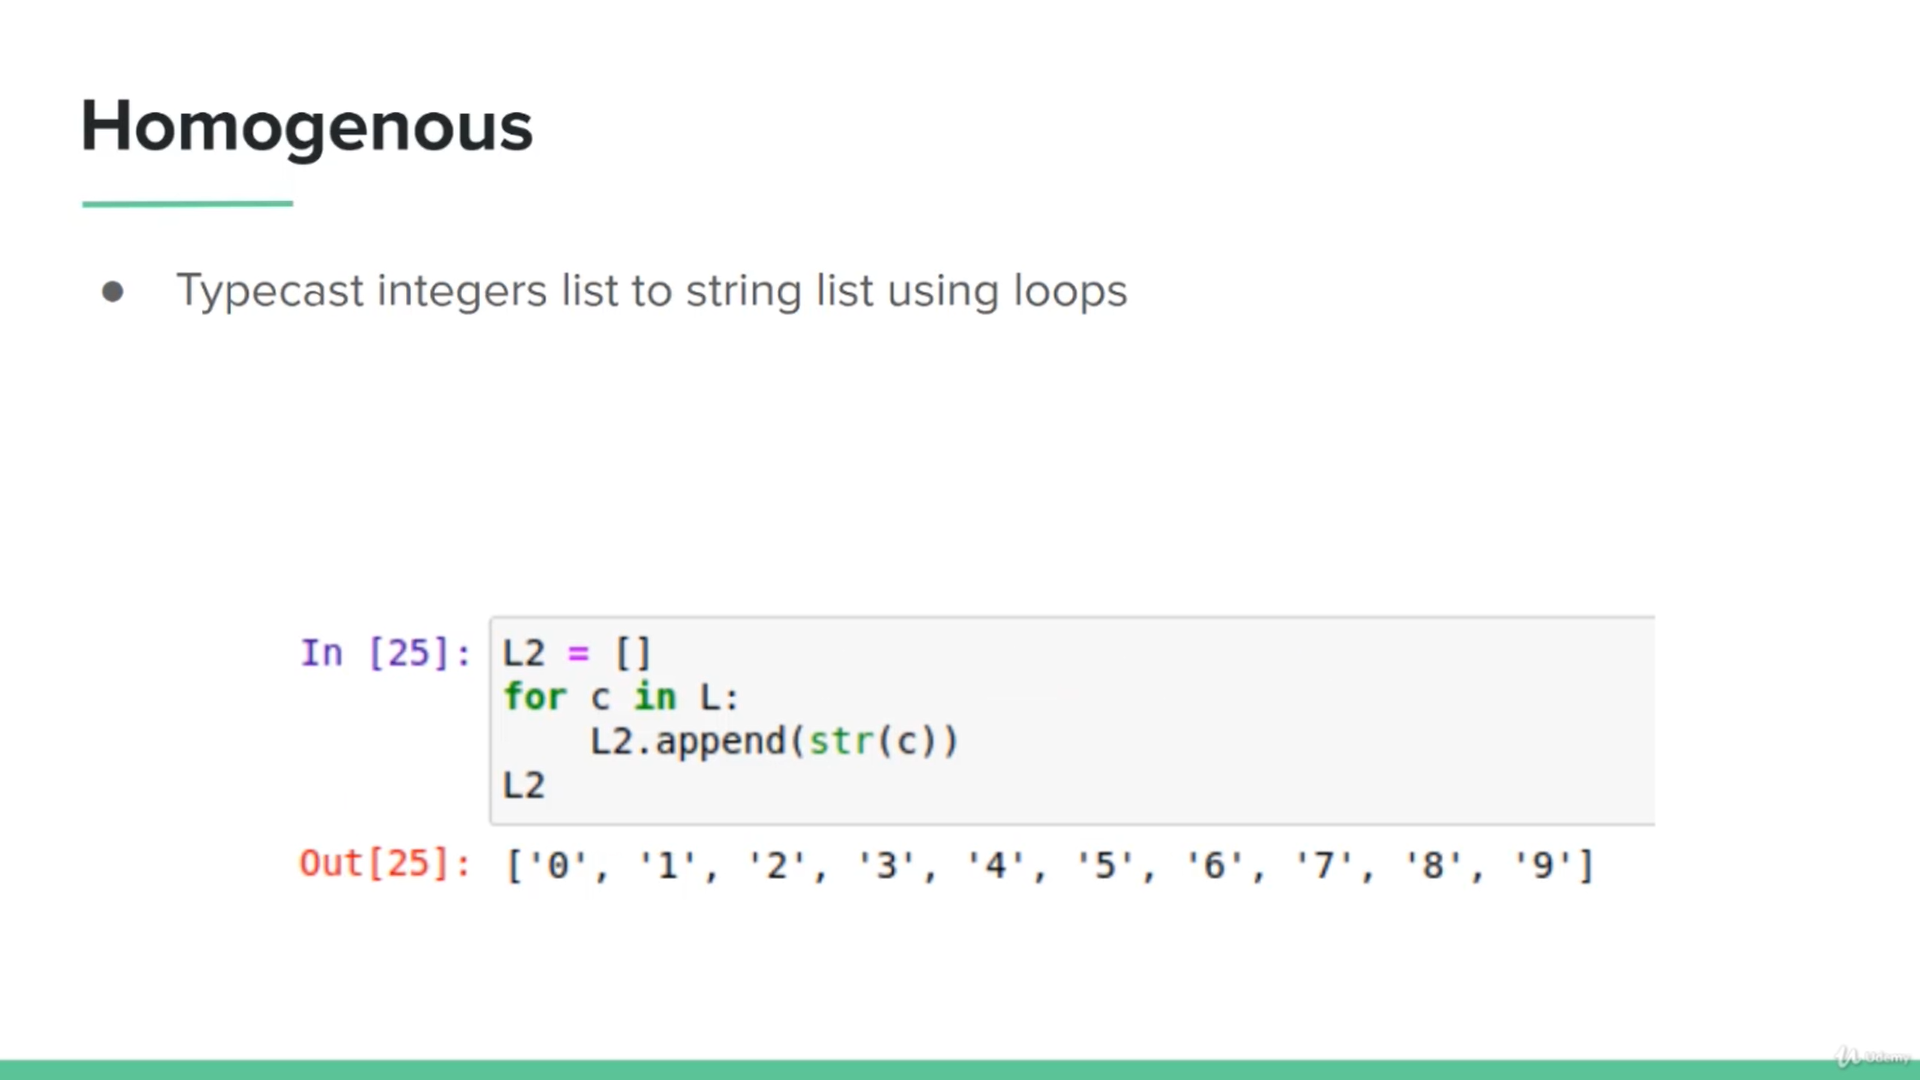 Homogenous
● Typecast integers list to string list using loops
In [25]: L2 = []
for c in L:
    L2.append(str(c))
L2
Out[25]: ['0', '1', '2', '3', '4', '5', '6', '7', '8', '9']
Udemy